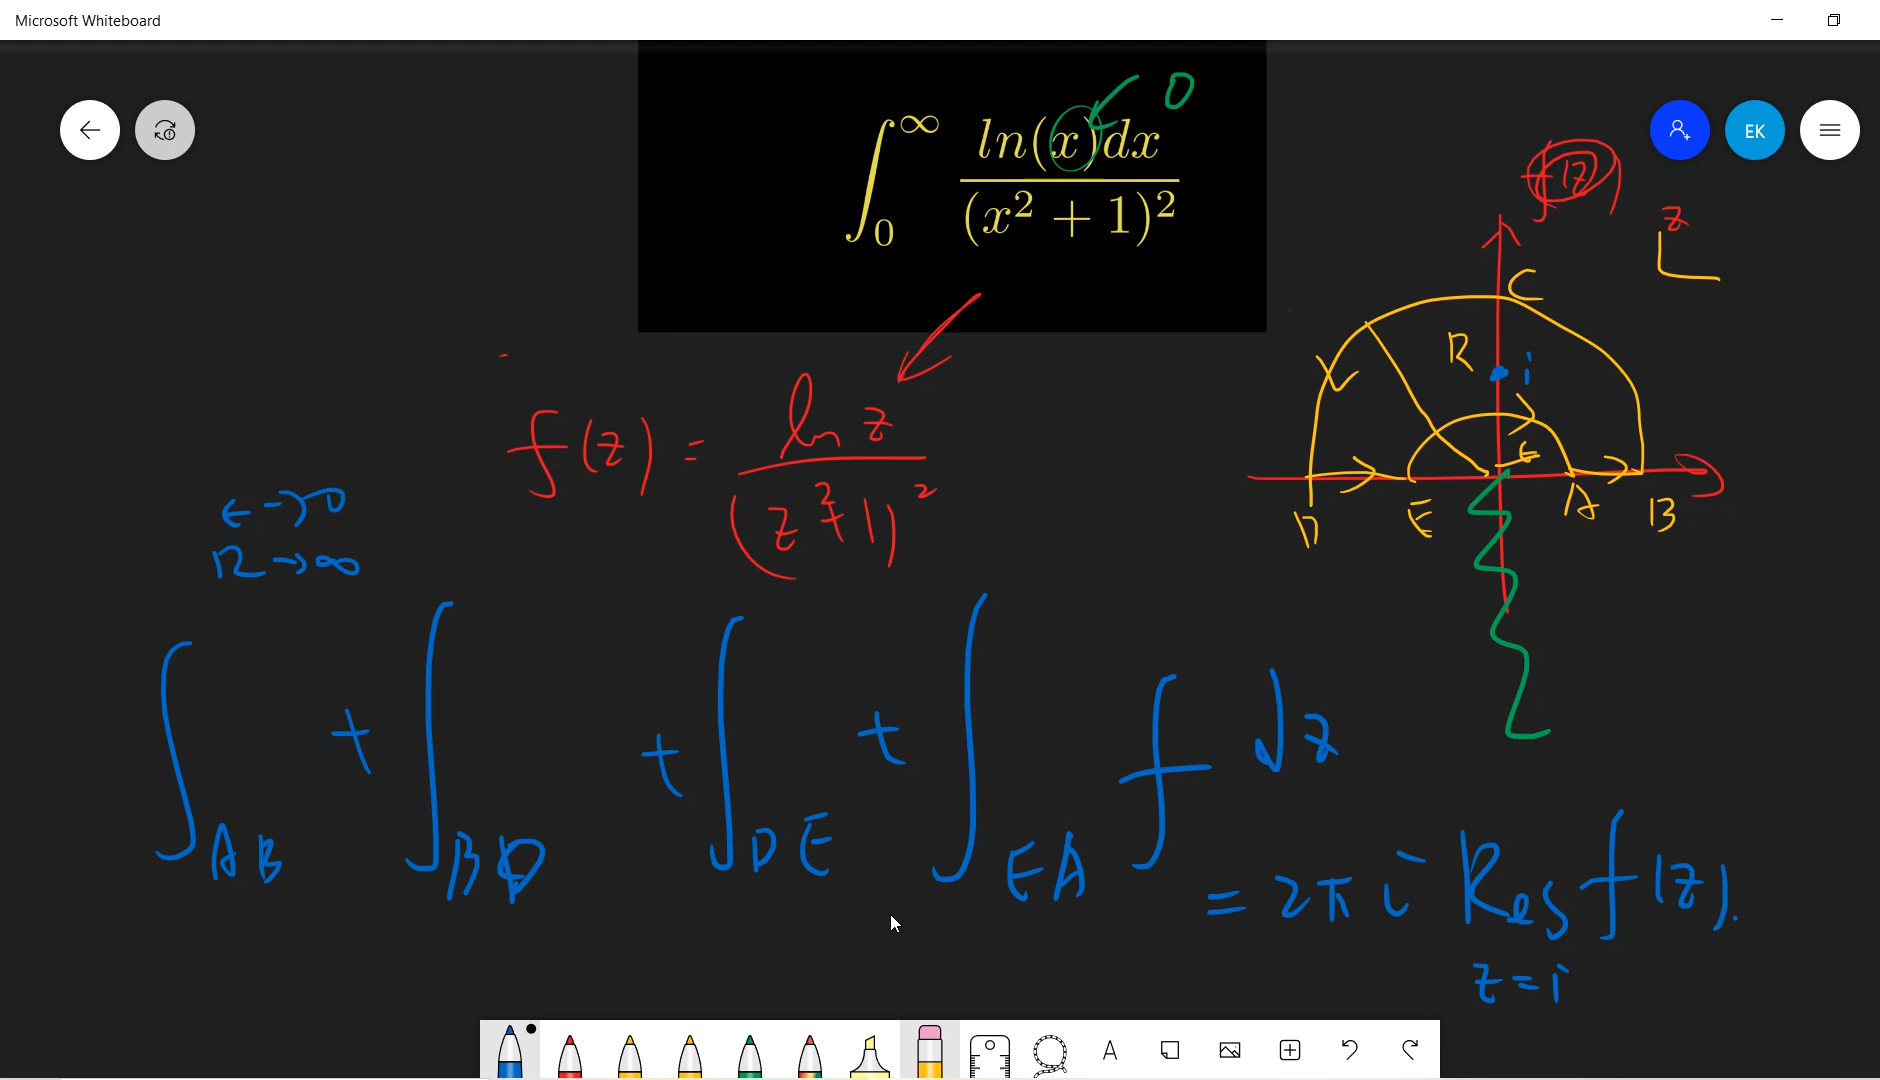 Microsoft Whiteboard
EK
0
∫₀^∞ ln(x)dx / (x² + 1)²
f(z)
z
C
R
i
ε
D E A B
f(z) = ln z / (z² + 1)²
ε → 0
R → ∞
∫AB + ∫BD + ∫DE + ∫EA f dz
= 2πi Res f(z).
z = i
A